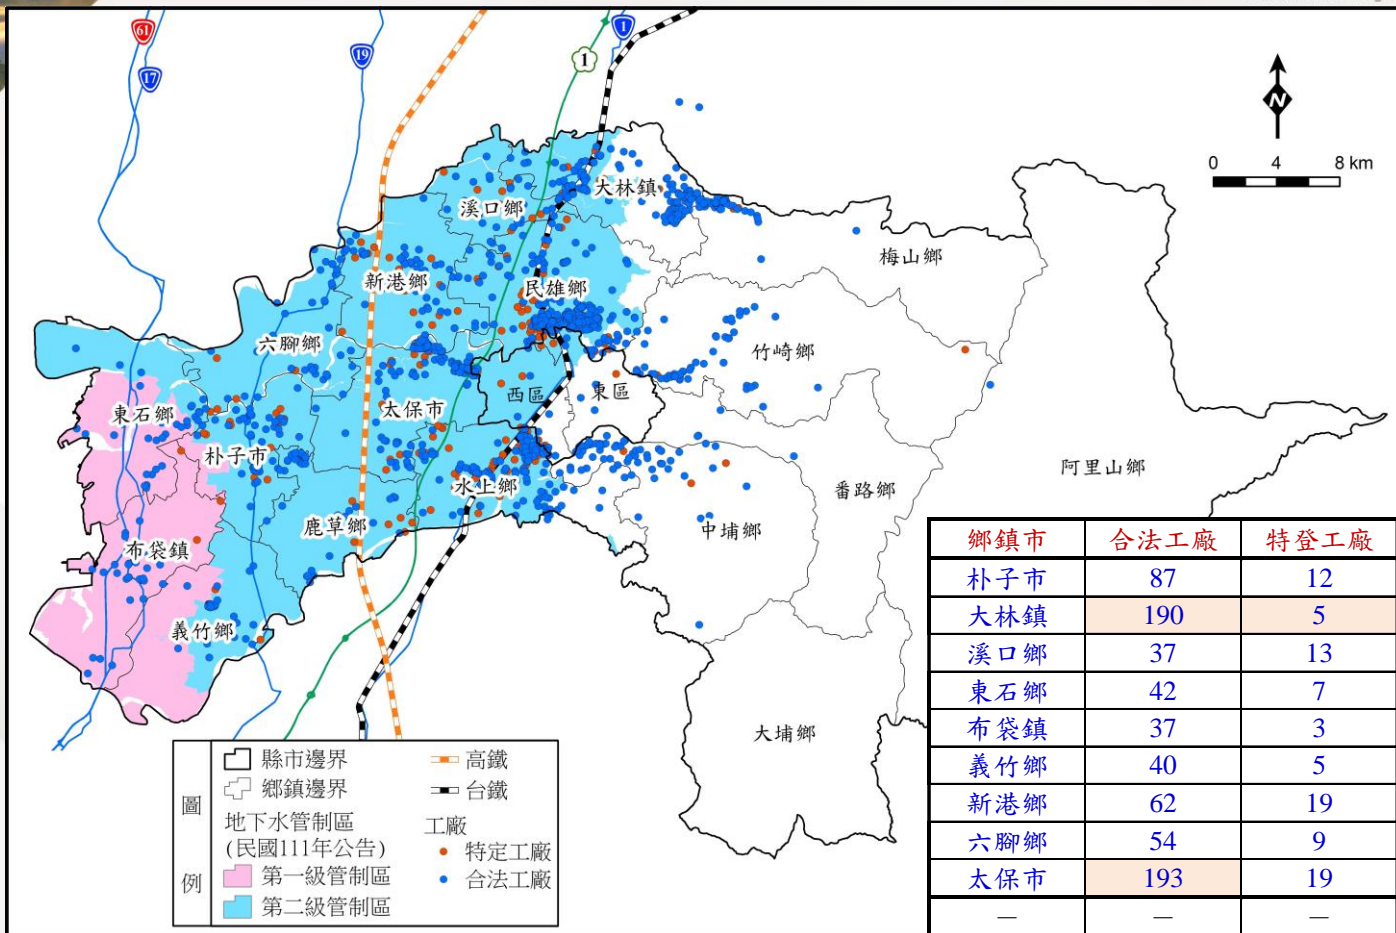 61
17
19
1
1
N
0 4 8 km
大林鎮
溪口鄉
梅山鄉
新港鄉
民雄鄉
六腳鄉
竹崎鄉
西區
東區
太保市
東石鄉
朴子市
阿里山鄉
水上鄉
番路鄉
鹿草鄉
中埔鄉
布袋鎮
義竹鄉
大埔鄉
圖例
縣市邊界
鄉鎮邊界
地下水管制區
(民國111年公告)
第一級管制區
第二級管制區
高鐵
台鐵
工廠
特定工廠
合法工廠
鄉鎮市 合法工廠 特登工廠
朴子市 87 12
大林鎮 190 5
溪口鄉 37 13
東石鄉 42 7
布袋鎮 37 3
義竹鄉 40 5
新港鄉 62 19
六腳鄉 54 9
太保市 193 19
— — —